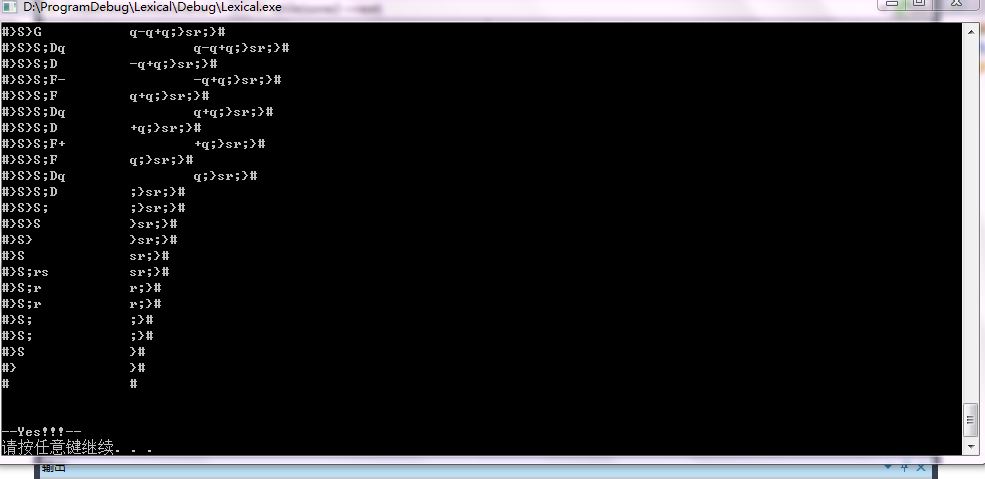 D:\ProgramDebug\Lexical\Debug\Lexical.exe
#}S}G q-q+q;}sr;}#
#}S}S;Dq q-q+q;}sr;}#
#}S}S;D -q+q;}sr;}#
#}S}S;F- -q+q;}sr;}#
#}S}S;F q+q;}sr;}#
#}S}S;Dq q+q;}sr;}#
#}S}S;D +q;}sr;}#
#}S}S;F+ +q;}sr;}#
#}S}S;F q;}sr;}#
#}S}S;Dq q;}sr;}#
#}S}S;D ;}sr;}#
#}S}S; ;}sr;}#
#}S}S }sr;}#
#}S} }sr;}#
#}S sr;}#
#}S;rs sr;}#
#}S;r r;}#
#}S;r r;}#
#}S; ;}#
#}S; ;}#
#}S }#
#} }#
# #
--Yes!!!--
请按任意键继续. . .
输出